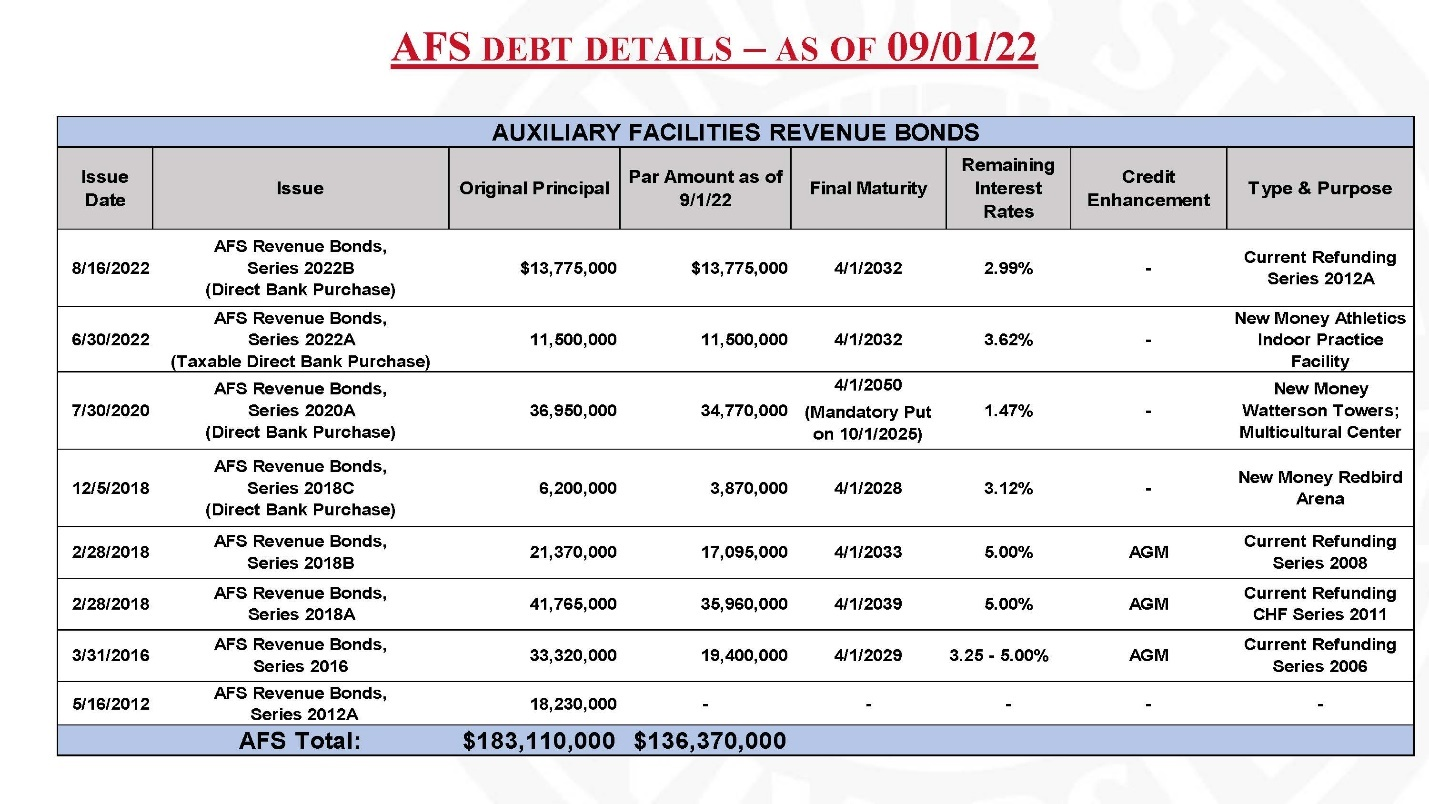 AFS DEBT DETAILS – AS OF 09/01/22
AUXILIARY FACILITIES REVENUE BONDS
Issue Date | Issue | Original Principal | Par Amount as of 9/1/22 | Final Maturity | Remaining Interest Rates | Credit Enhancement | Type & Purpose
8/16/2022 | AFS Revenue Bonds, Series 2022B (Direct Bank Purchase) | $13,775,000 | $13,775,000 | 4/1/2032 | 2.99% | - | Current Refunding Series 2012A
6/30/2022 | AFS Revenue Bonds, Series 2022A (Taxable Direct Bank Purchase) | 11,500,000 | 11,500,000 | 4/1/2032 | 3.62% | - | New Money Athletics Indoor Practice Facility
7/30/2020 | AFS Revenue Bonds, Series 2020A (Direct Bank Purchase) | 36,950,000 | 34,770,000 | 4/1/2050 (Mandatory Put on 10/1/2025) | 1.47% | - | New Money Watterson Towers; Multicultural Center
12/5/2018 | AFS Revenue Bonds, Series 2018C (Direct Bank Purchase) | 6,200,000 | 3,870,000 | 4/1/2028 | 3.12% | - | New Money Redbird Arena
2/28/2018 | AFS Revenue Bonds, Series 2018B | 21,370,000 | 17,095,000 | 4/1/2033 | 5.00% | AGM | Current Refunding Series 2008
2/28/2018 | AFS Revenue Bonds, Series 2018A | 41,765,000 | 35,960,000 | 4/1/2039 | 5.00% | AGM | Current Refunding CHF Series 2011
3/31/2016 | AFS Revenue Bonds, Series 2016 | 33,320,000 | 19,400,000 | 4/1/2029 | 3.25 - 5.00% | AGM | Current Refunding Series 2006
5/16/2012 | AFS Revenue Bonds, Series 2012A | 18,230,000 | - | - | - | - | -
AFS Total: | $183,110,000 | $136,370,000